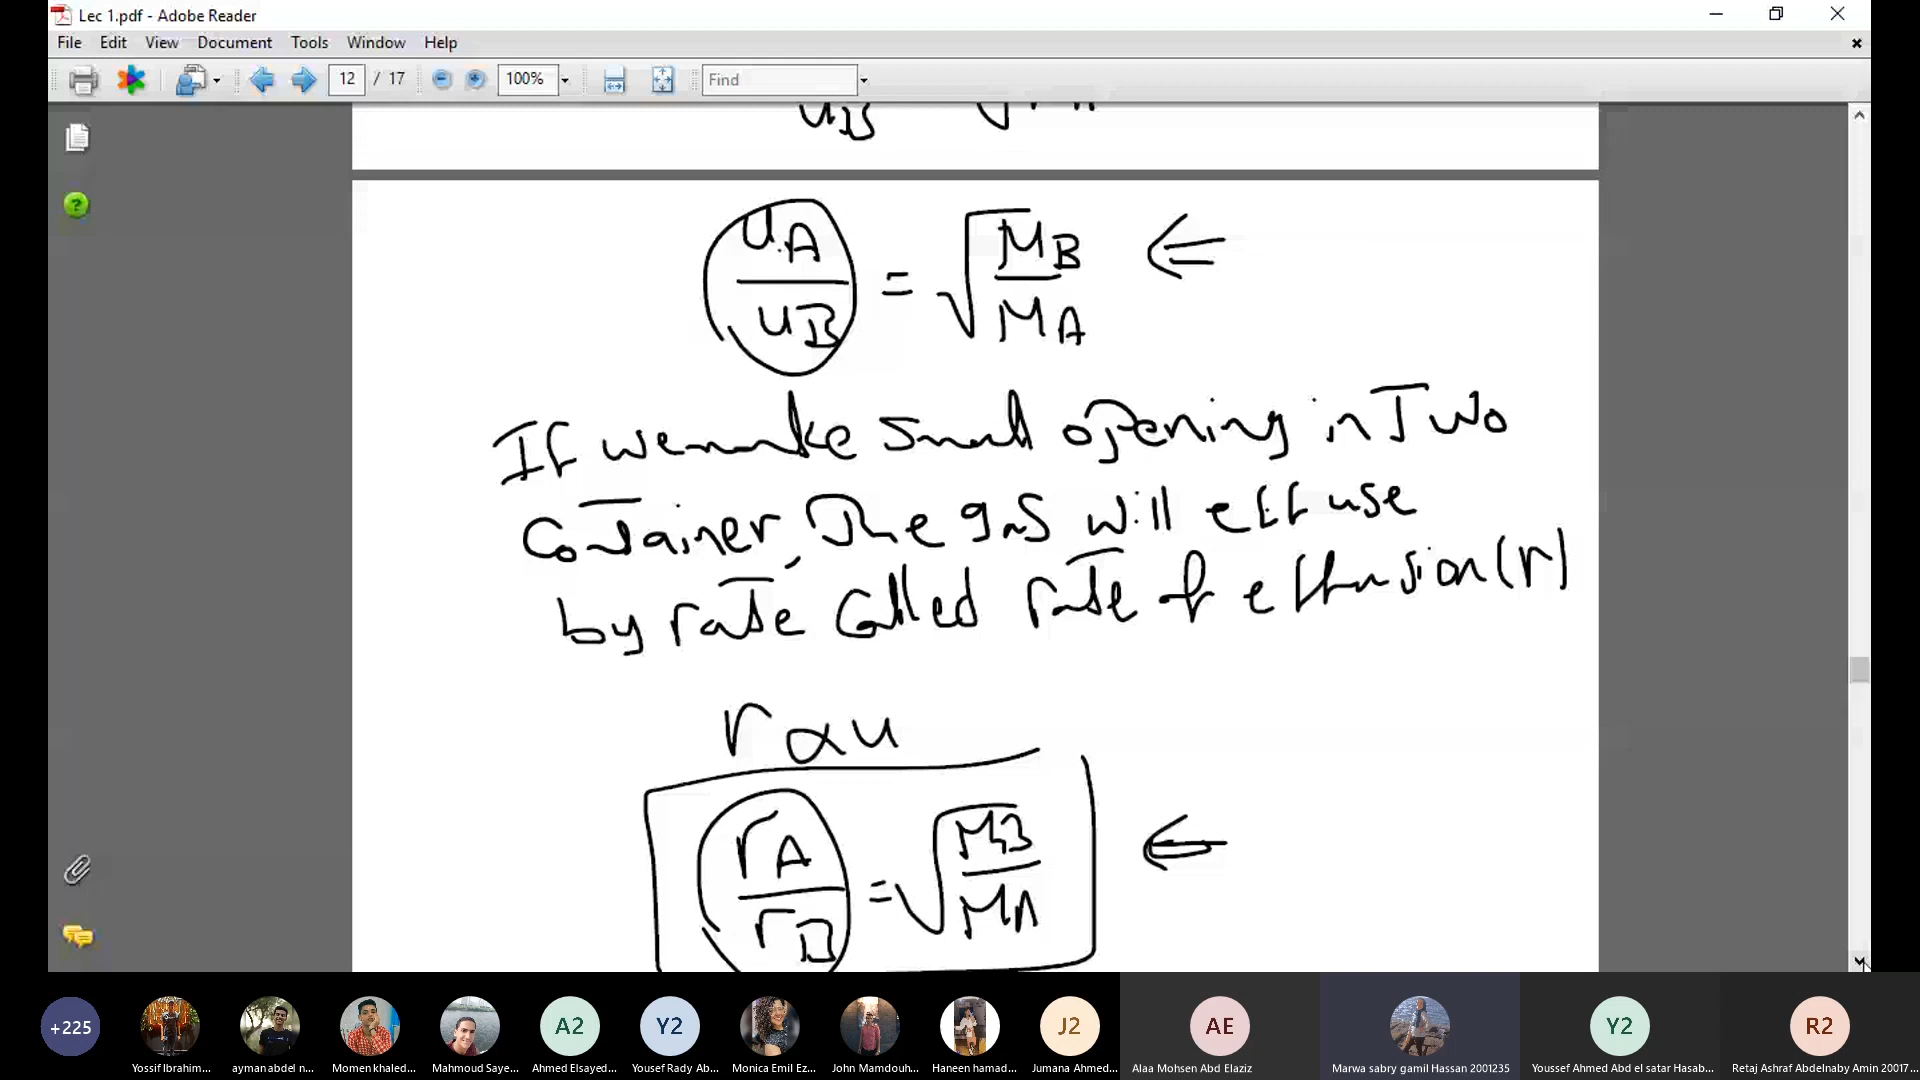 Lec 1.pdf - Adobe Reader
File Edit View Document Tools Window Help
12 / 17 100% Find
uB
uA = √MB
uB MA
If we make small opening in Two
Container, The gas will effuse
by rate called rate of effusion (r)
r α u
rA = √MB
rB MA
+225 A2 Y2 J2 AE Y2 R2
Yossif Ibrahim... ayman abdel n... Momen khaled... Mahmoud Saye... Ahmed Elsayed... Yousef Rady Ab... Monica Emil Ez... John Mamdouh... Haneen hamad... Jumana Ahmed... Alaa Mohsen Abd Elaziz Marwa sabry gamil Hassan 2001235 Youssef Ahmed Abd el satar Hasab... Retaj Ashraf Abdelnaby Amin 20017...